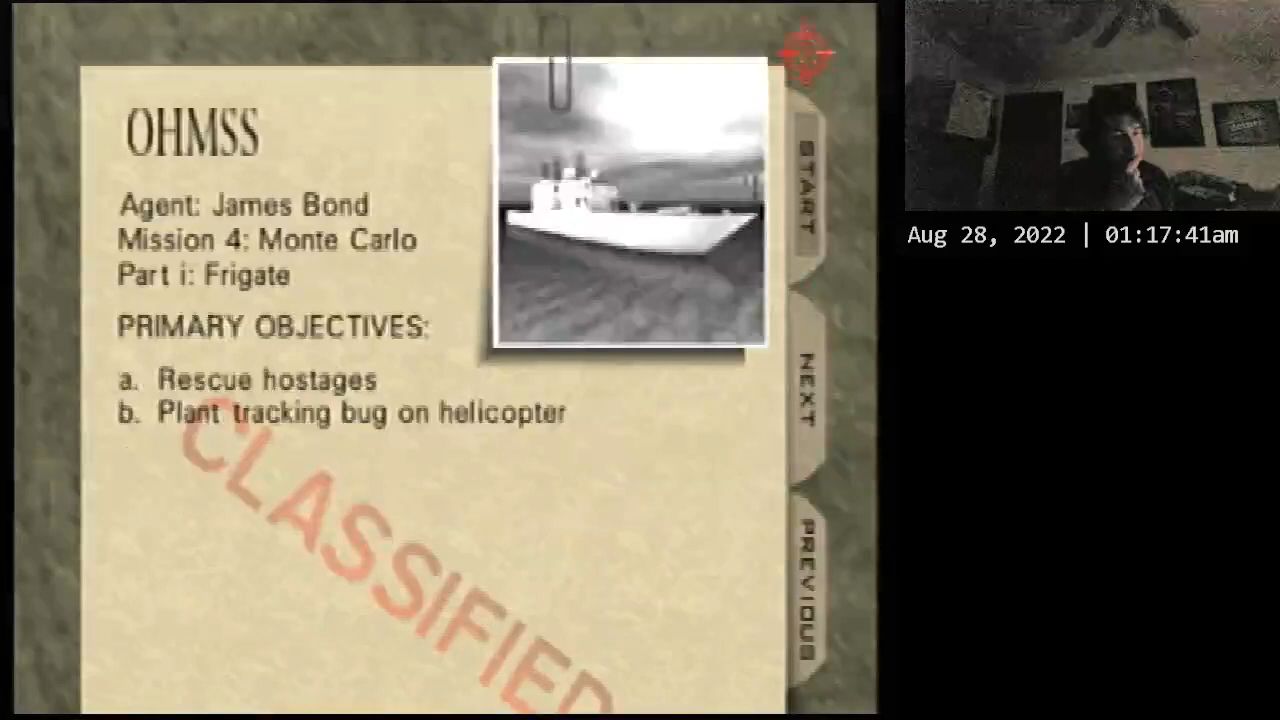 OHMSS
Agent: James Bond
Mission 4: Monte Carlo
Part i: Frigate
PRIMARY OBJECTIVES:
a. Rescue hostages
b. Plant tracking bug on helicopter
CLASSIFIED
START
NEXT
PREVIOUS
Aug 28, 2022 | 01:17:41am